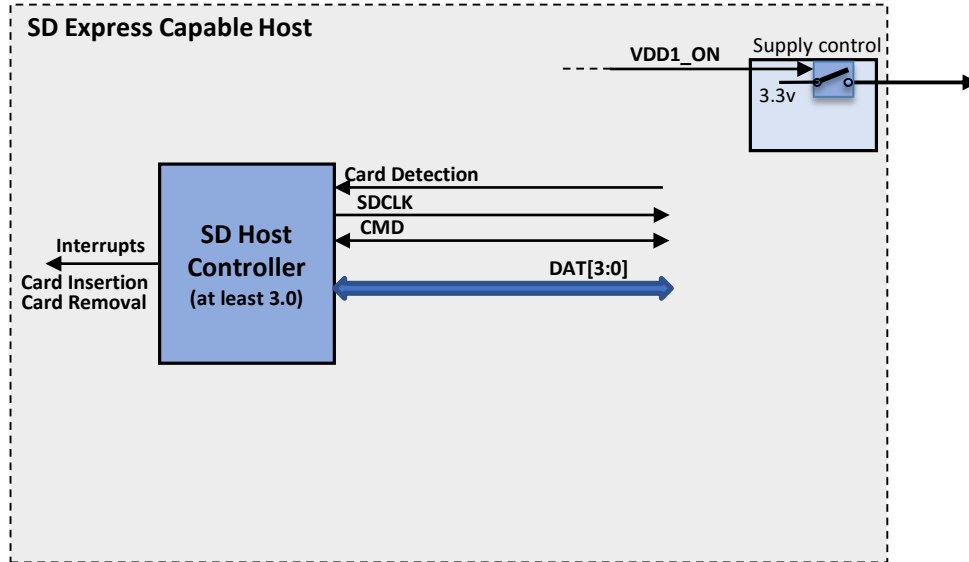 SD Express Capable Host
Supply control
VDD1_ON
3.3v
Card Detection
SDCLK
CMD
DAT[3:0]
SD Host
Controller
(at least 3.0)
Interrupts
Card Insertion
Card Removal